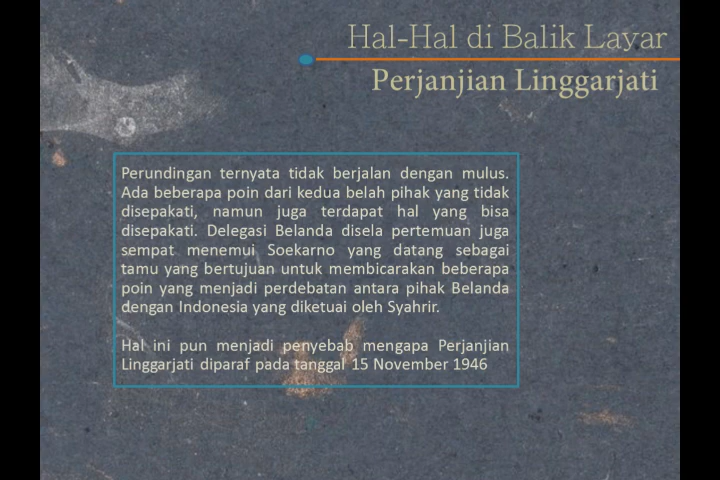 Hal-Hal di Balik Layar
Perjanjian Linggarjati
Perundingan ternyata tidak berjalan dengan mulus.
Ada beberapa poin dari kedua belah pihak yang tidak
disepakati, namun juga terdapat hal yang bisa
disepakati. Delegasi Belanda disela pertemuan juga
sempat menemui Soekarno yang datang sebagai
tamu yang bertujuan untuk membicarakan beberapa
poin yang menjadi perdebatan antara pihak Belanda
dengan Indonesia yang diketuai oleh Syahrir.
Hal ini pun menjadi penyebab mengapa Perjanjian
Linggarjati diparaf pada tanggal 15 November 1946